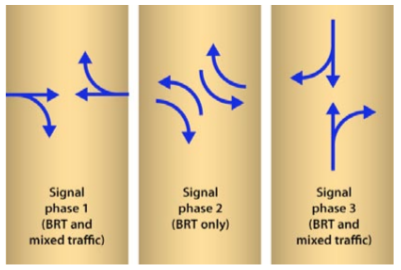 Signal
phase 1
(BRT and
mixed traffic)
Signal
phase 2
(BRT only)
Signal
phase 3
(BRT and
mixed traffic)